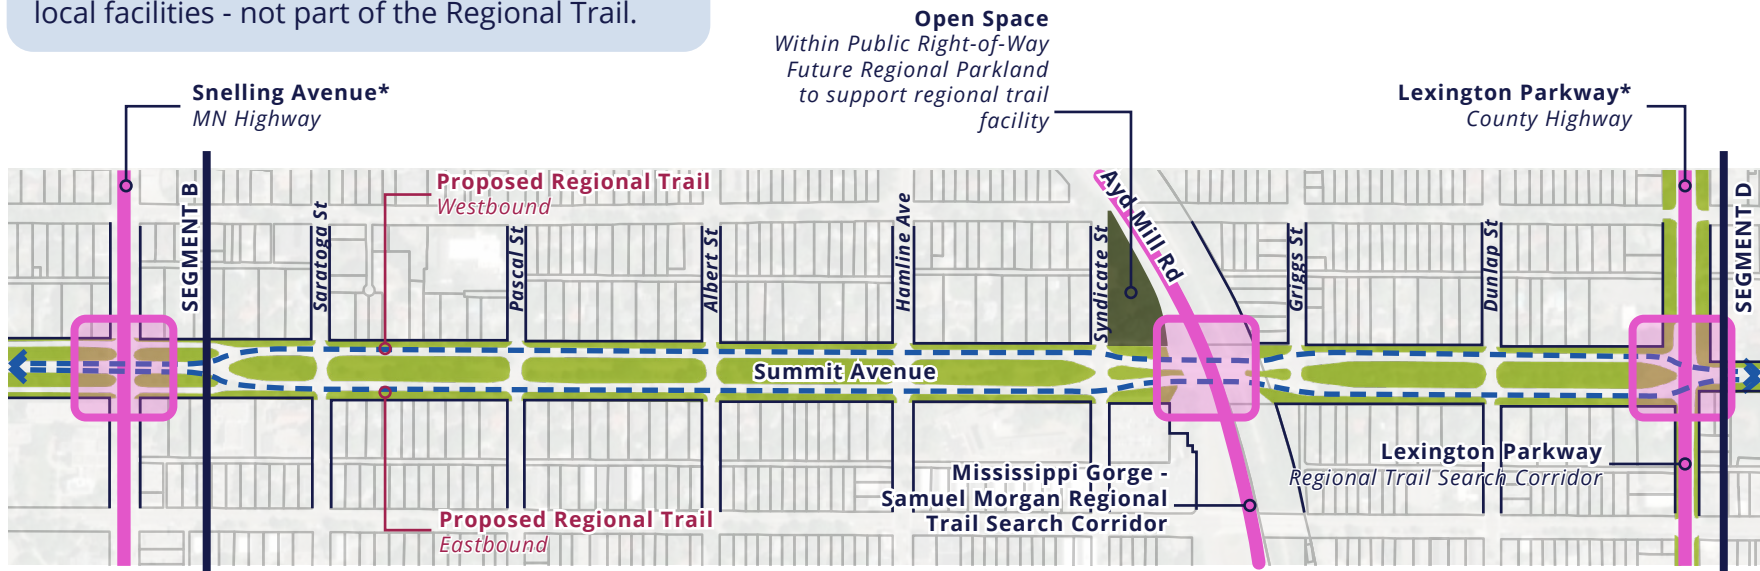 local facilities - not part of the Regional Trail.
Open Space
Within Public Right-of-Way
Future Regional Parkland
to support regional trail
facility
Snelling Avenue*
MN Highway
Lexington Parkway*
County Highway
Proposed Regional Trail
Westbound
SEGMENT B
Saratoga St
Pascal St
Albert St
Hamline Ave
Syndicate St
Ayd Mill Rd
Griggs St
Dunlap St
SEGMENT D
Summit Avenue
Lexington Parkway
Regional Trail Search Corridor
Mississippi Gorge -
Samuel Morgan Regional
Trail Search Corridor
Proposed Regional Trail
Eastbound